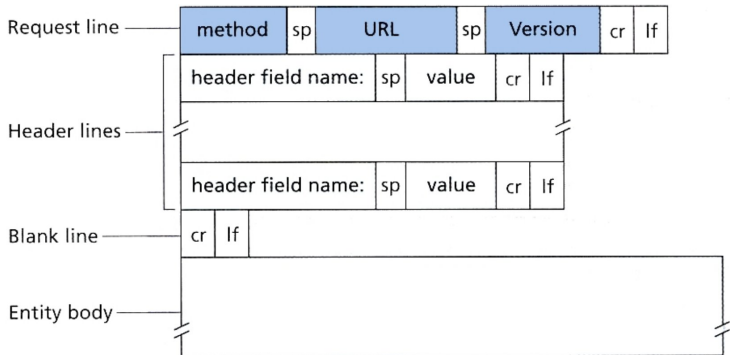 Request line method sp URL sp Version cr lf
header field name: sp value cr lf
Header lines
header field name: sp value cr lf
Blank line cr lf
Entity body